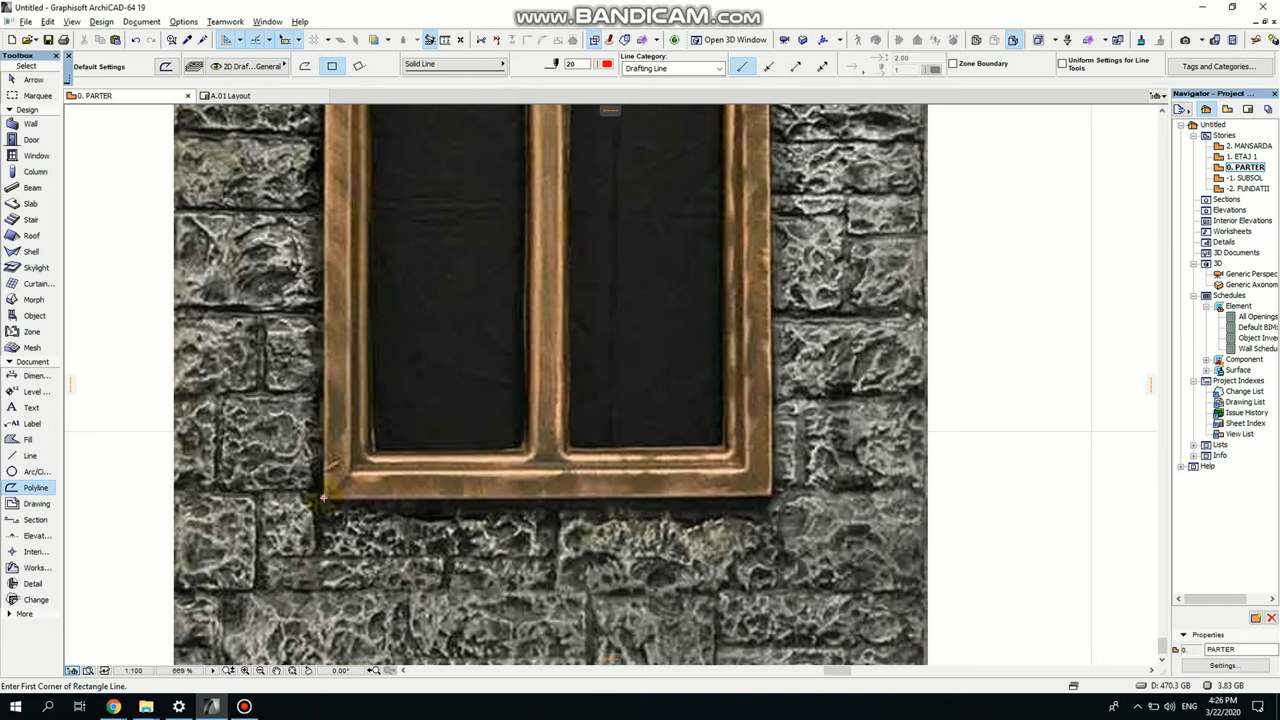 Untitled - Graphisoft ArchiCAD-64 19
www.BANDICAM.com
File Edit View Design Document Options Teamwork Window Help
Open 3D Window
Default Settings
2D Draf...General
Solid Line
20
Line Category:
Drafting Line
2.00
1
Zone Boundary
Uniform Settings for Line Tools
Tags and Categories...
Toolbox
Select
Arrow
Marquee
Design
Wall
Door
Window
Column
Beam
Slab
Stair
Roof
Shell
Skylight
Curtain...
Morph
Object
Zone
Mesh
Document
Dimen...
Level ...
Text
Label
Fill
Line
Arc/Ci...
Polyline
Drawing
Section
Elevat...
Interi...
Works...
Detail
Change
More
0. PARTER
A.01 Layout
Navigator - Project ...
Untitled
Stories
2. MANSARDA
1. ETAJ 1
0. PARTER
-1. SUBSOL
-2. FUNDATII
Sections
Elevations
Interior Elevations
Worksheets
Details
3D Documents
3D
Generic Perspec
Generic Axonom
Schedules
Element
All Openings
Default BIM
Object Inve
Wall Schedu
Component
Surface
Project Indexes
Change List
Drawing List
Issue History
Sheet Index
View List
Lists
Info
Help
Properties
0.
PARTER
Settings...
1:100
669 %
0.00°
Enter First Corner of Rectangle Line.
D: 470.3 GB
3.83 GB
ENG
4:26 PM
3/22/2020